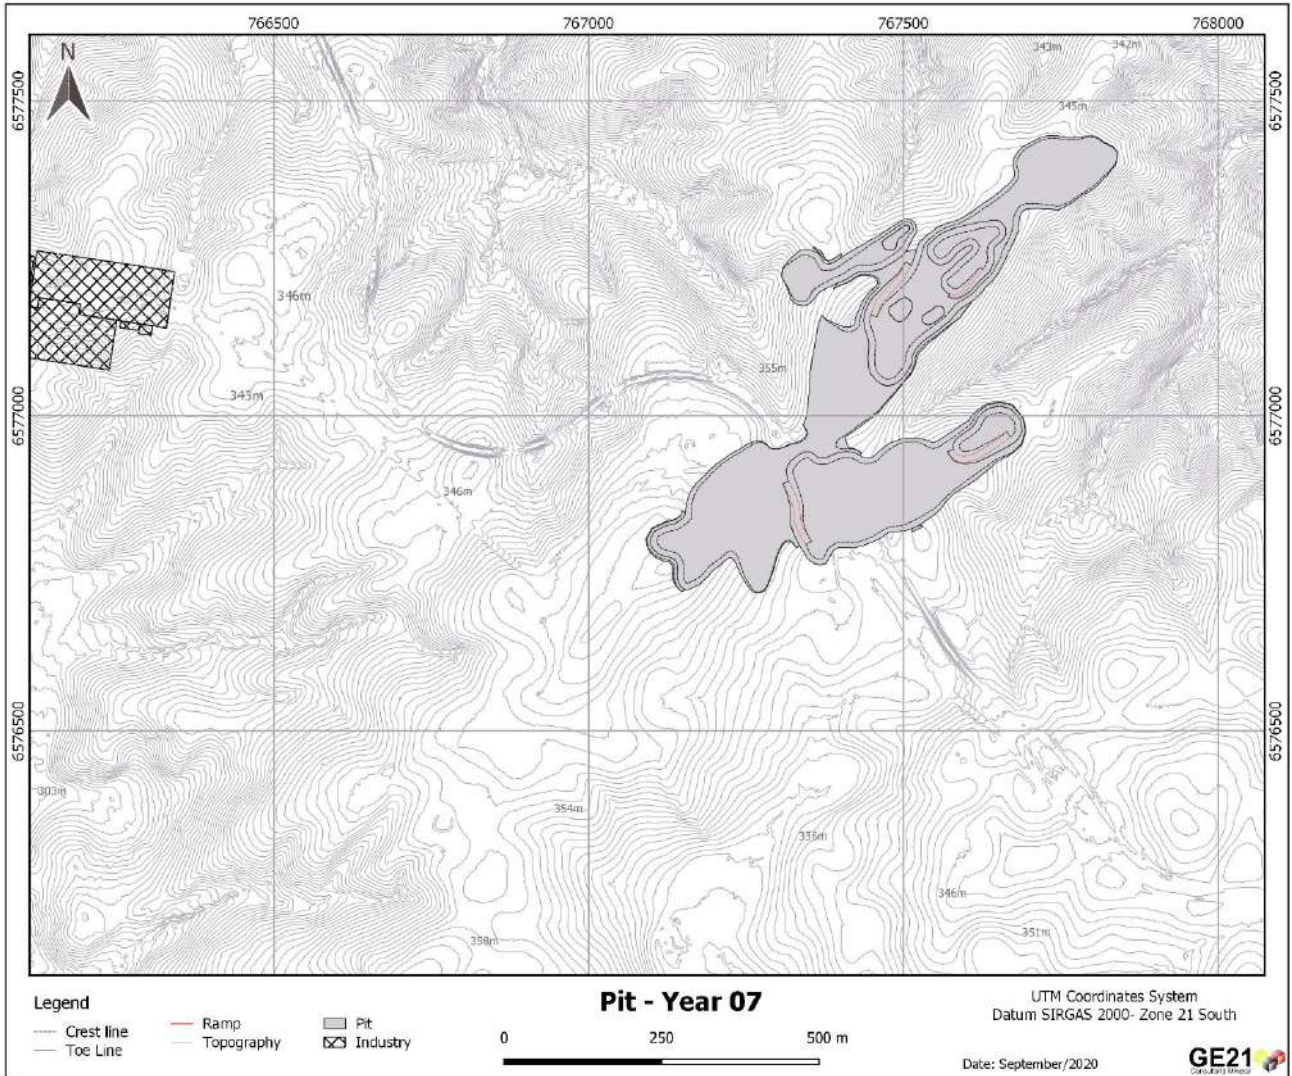 766500
767000
767500
768000
343m
342m
N
6577500
6577500
345m
346m
355m
343m
6577000
6577000
346m
6576500
6576500
303m
354m
336m
346m
351m
358m
Legend
Crest line
Toe Line
Ramp
Topography
Pit
Industry
Pit - Year 07
0
250
500 m
UTM Coordinates System
Datum SIRGAS 2000- Zone 21 South
Date: September/2020
GE21
Consultoria Mineral